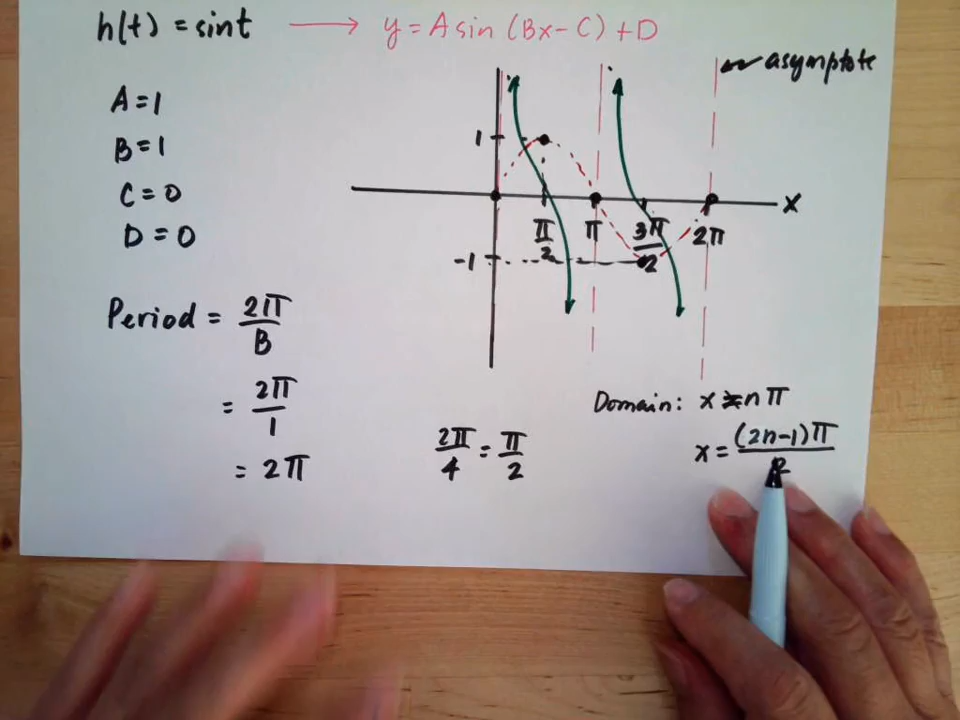 h(t) = sint → y = A sin (Bx - C) + D
asymptote
A = 1
B = 1
C = 0
D = 0
1
x
π/2 π 3π/2 2π
-1
Period = 2π/B
= 2π/1
= 2π
2π/4 = π/2
Domain: x ≠ nπ
x = (2n-1)π/2